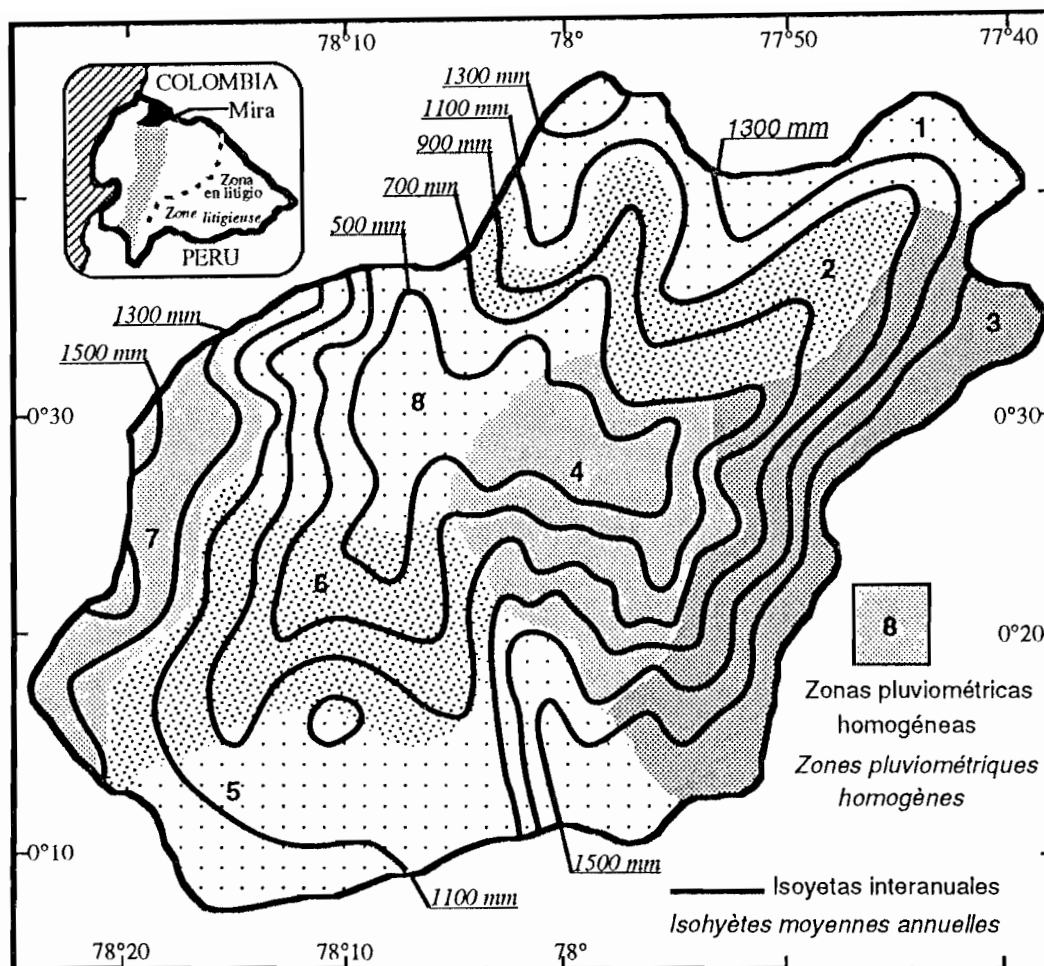 78°10
78°
77°50
77°40
COLOMBIA
Mira
Zona
en litigio
Zone litigieuse
PERU
1300 mm
1100 mm
900 mm
700 mm
500 mm
1300 mm
1
2
3
1300 mm
1500 mm
0°30
0°30
8
4
7
6
5
8
0°20
Zonas pluviométricas
homogéneas
Zones pluviométriques
homogènes
0°10
1500 mm
1100 mm
Isoyetas interanuales
Isohyètes moyennes annuelles
78°20
78°10
78°